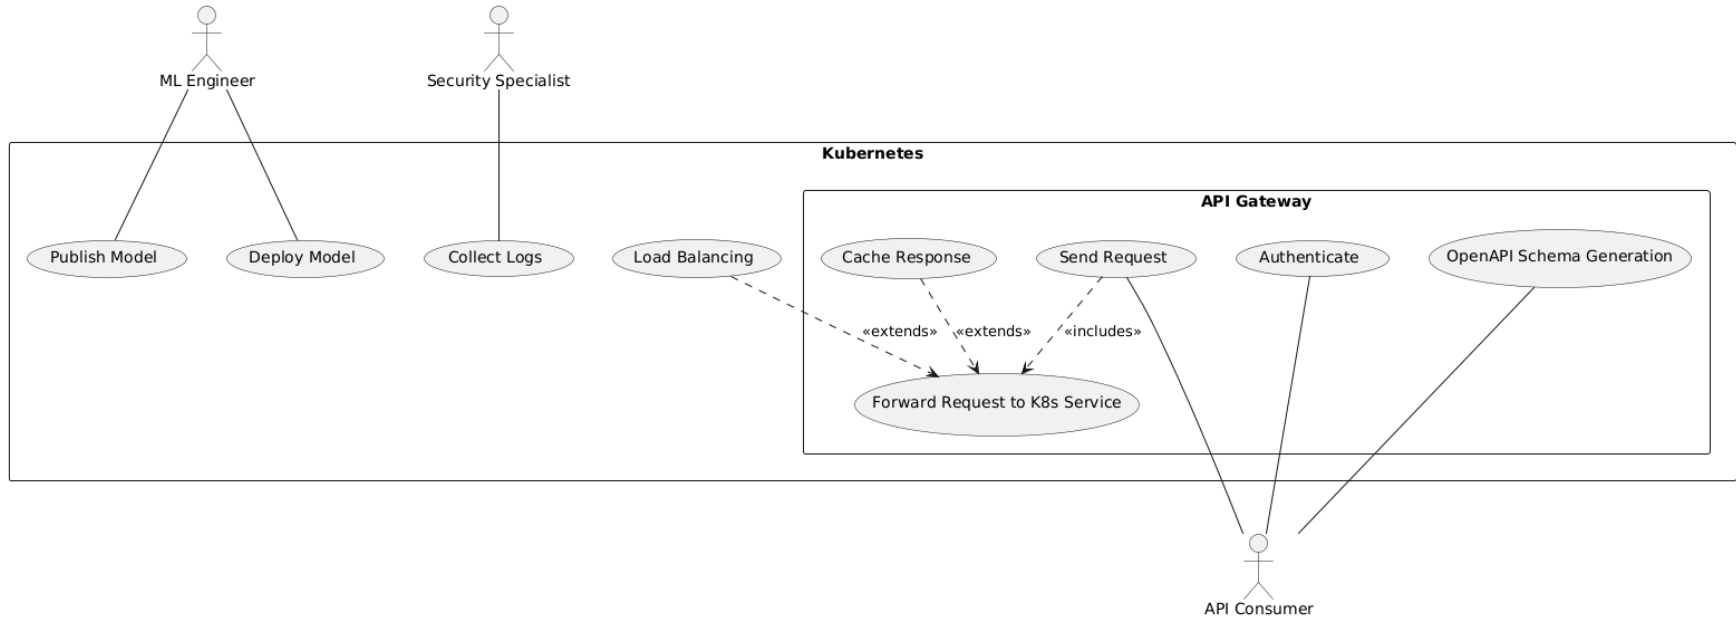 ML Engineer
Security Specialist
Kubernetes
API Gateway
Publish Model
Deploy Model
Collect Logs
Load Balancing
Cache Response
Send Request
Authenticate
OpenAPI Schema Generation
«extends»
«extends»
«includes»
Forward Request to K8s Service
API Consumer